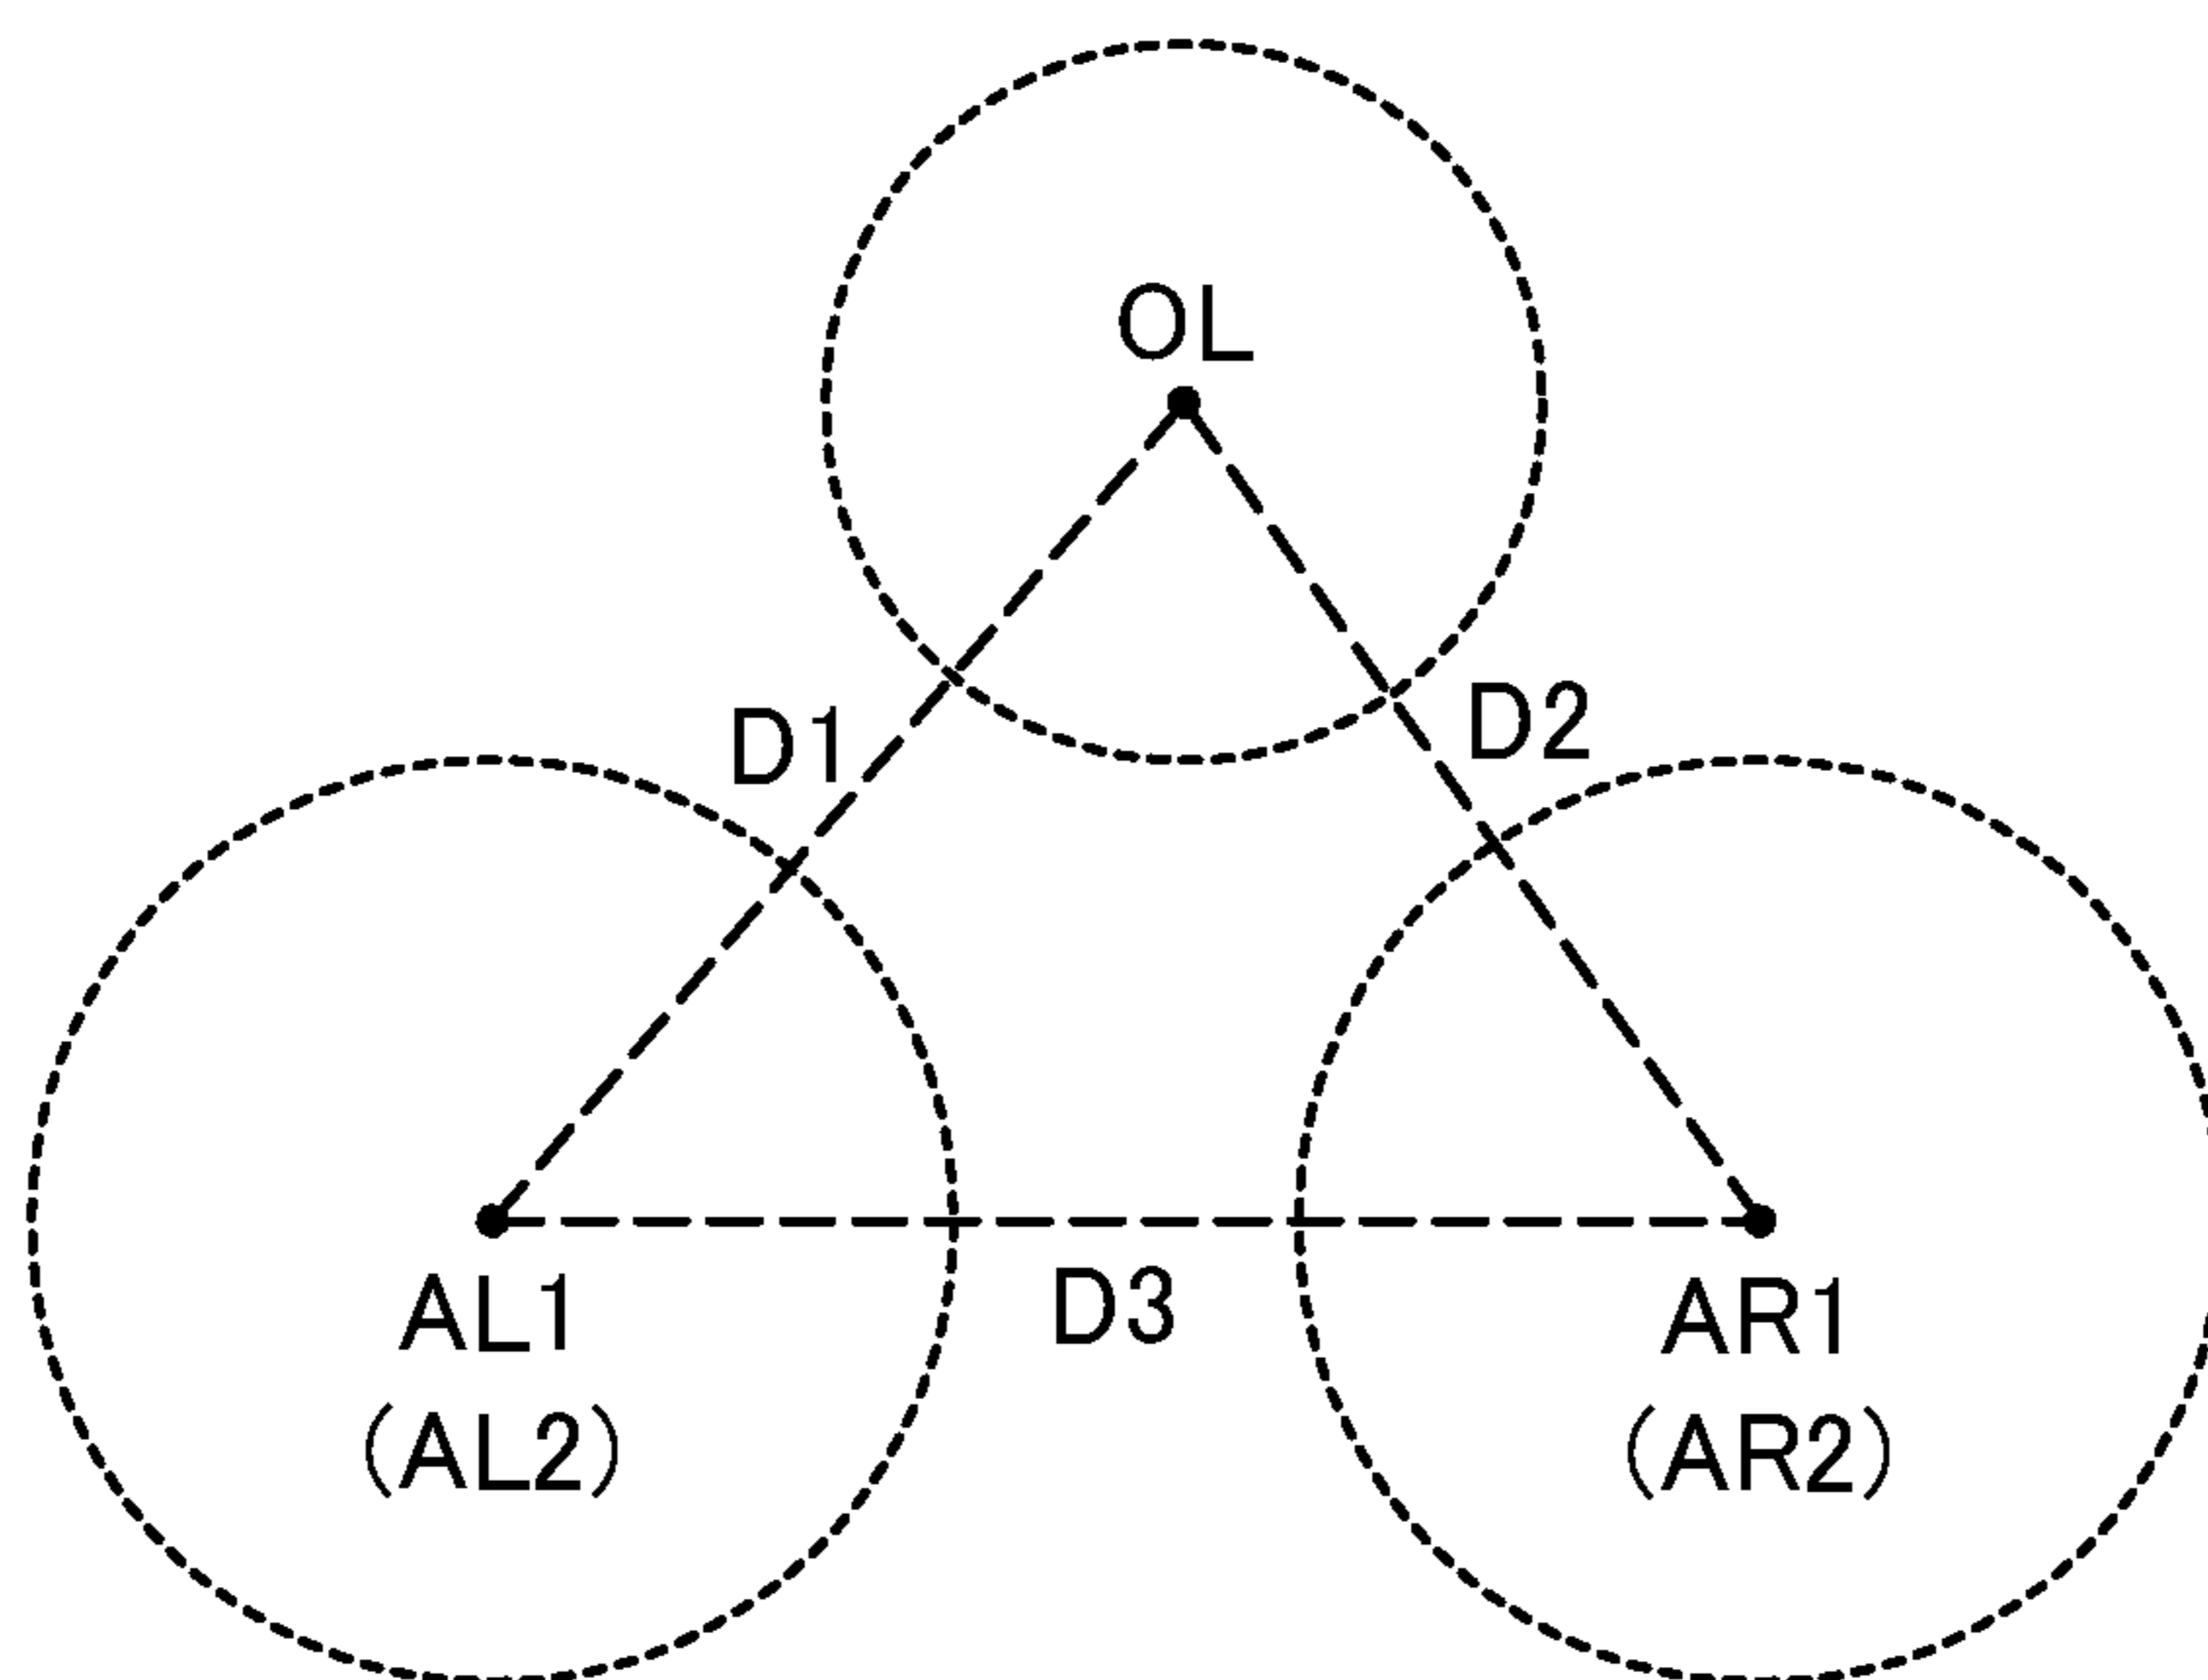 OL
D1
D2
D3
AL1
(AL2)
AR1
(AR2)